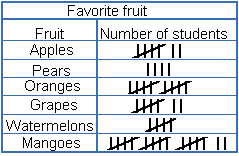 Favorite fruit
Fruit Number of students
Apples
Pears
Oranges
Grapes
Watermelons
Mangoes